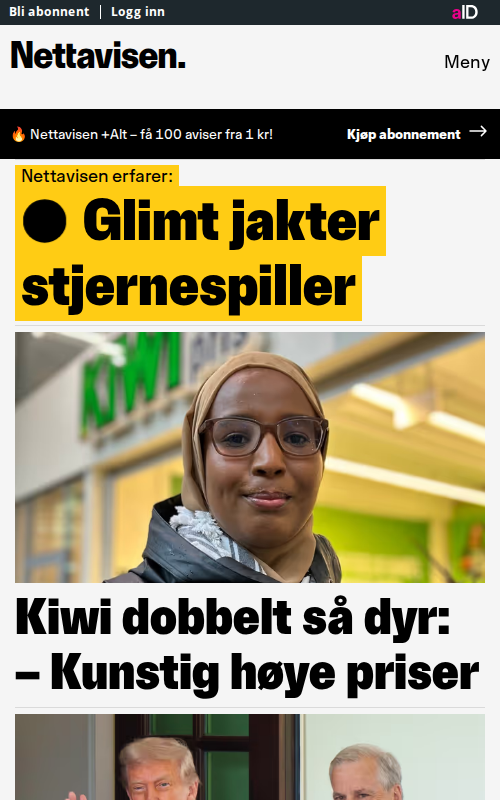 Bli abonnent
Logg inn
aID
Nettavisen.
Meny
🔥 Nettavisen +Alt – få 100 aviser fra 1 kr!
Kjøp abonnement →
Nettavisen erfarer:
● Glimt jakter
stjernespiller
KIWI
Kiwi dobbelt så dyr:
– Kunstig høye priser